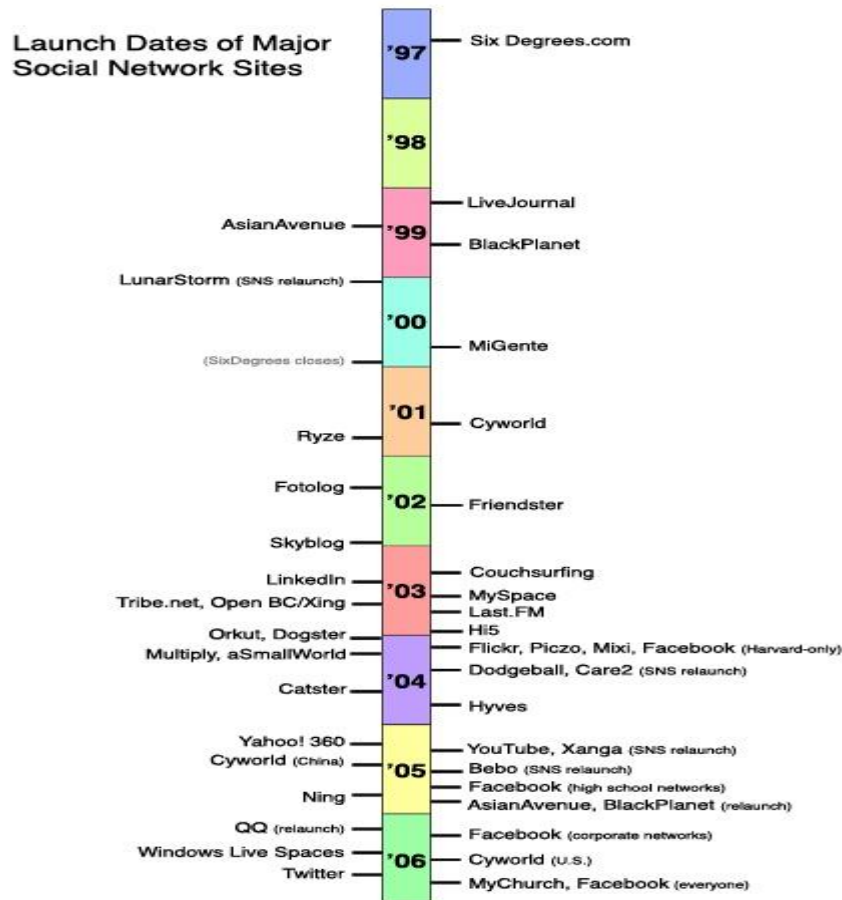 Launch Dates of Major
Social Network Sites
'97
Six Degrees.com
'98
LiveJournal
AsianAvenue
'99
BlackPlanet
LunarStorm (SNS relaunch)
'00
MiGente
(SixDegrees closes)
'01
Cyworld
Ryze
Fotolog
'02
Friendster
Skyblog
Couchsurfing
LinkedIn
'03
MySpace
Tribe.net, Open BC/Xing
Last.FM
Hi5
Orkut, Dogster
Flickr, Piczo, Mixi, Facebook (Harvard-only)
Multiply, aSmallWorld
Dodgeball, Care2 (SNS relaunch)
'04
Catster
Hyves
Yahoo! 360
YouTube, Xanga (SNS relaunch)
Cyworld (China)
Bebo (SNS relaunch)
'05
Facebook (high school networks)
Ning
AsianAvenue, BlackPlanet (relaunch)
QQ (relaunch)
Facebook (corporate networks)
Windows Live Spaces
'06
Cyworld (U.S.)
Twitter
MyChurch, Facebook (everyone)